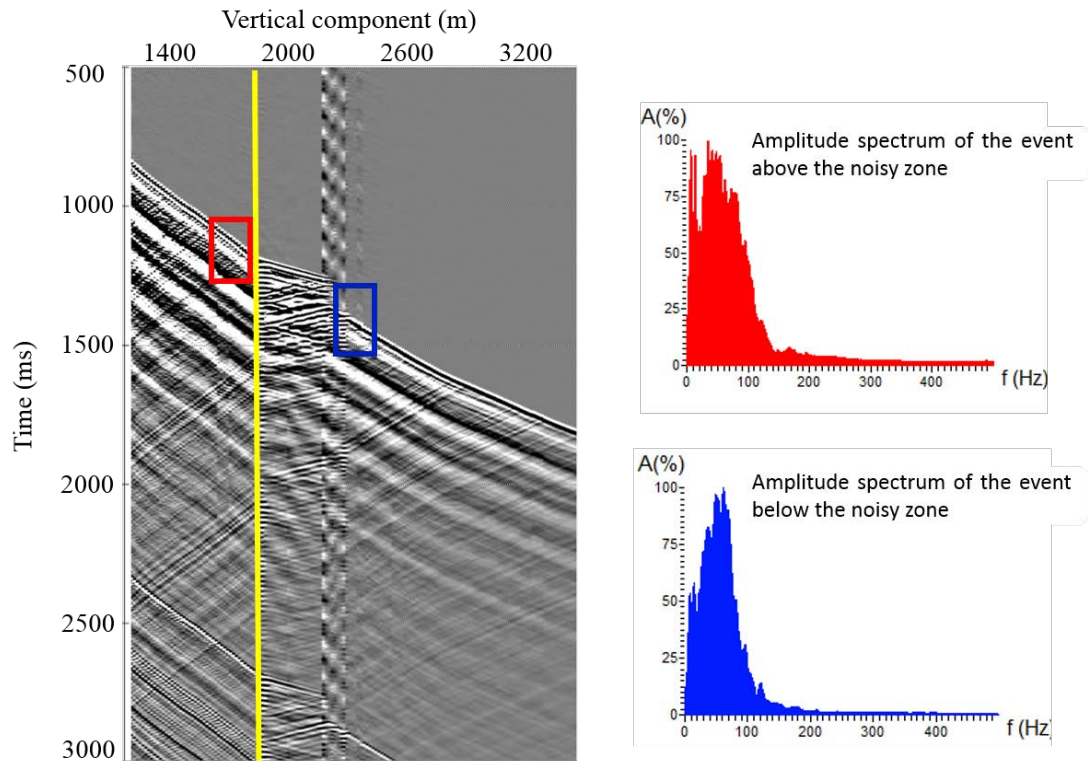 Vertical component (m)
1400 2000 2600 3200
Time (ms)
500
1000
1500
2000
2500
3000
A(%)
Amplitude spectrum of the event
above the noisy zone
100
75
50
25
0
0 100 200 300 400 f (Hz)
A(%)
Amplitude spectrum of the event
below the noisy zone
100
75
50
25
0
0 100 200 300 400 f (Hz)